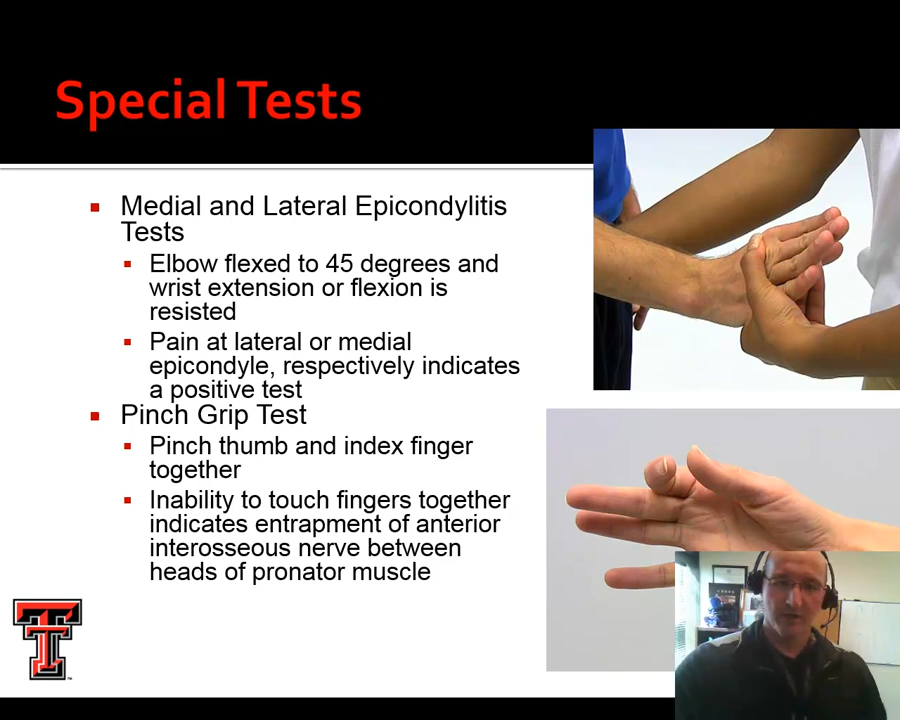 Special Tests
Medial and Lateral Epicondylitis
Tests
Elbow flexed to 45 degrees and
wrist extension or flexion is
resisted
Pain at lateral or medial
epicondyle, respectively indicates
a positive test
Pinch Grip Test
Pinch thumb and index finger
together
Inability to touch fingers together
indicates entrapment of anterior
interosseous nerve between
heads of pronator muscle